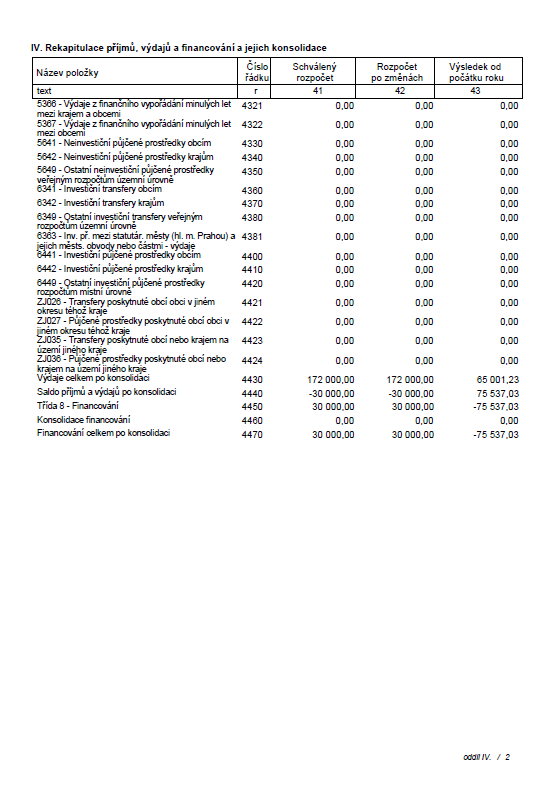 IV. Rekapitulace příjmů, výdajů a financování a jejich konsolidace
Název položky Číslo řádku Schválený rozpočet Rozpočet po změnách Výsledek od počátku roku
text r 41 42 43
5366 - Výdaje z finančního vypořádání minulých let 4321 0,00 0,00 0,00
mezi krajem a obcemi
5367 - Výdaje z finančního vypořádání minulých let 4322 0,00 0,00 0,00
mezi obcemi
5641 - Neinvestiční půjčené prostředky obcím 4330 0,00 0,00 0,00
5642 - Neinvestiční půjčené prostředky krajům 4340 0,00 0,00 0,00
5649 - Ostatní neinvestiční půjčené prostředky 4350 0,00 0,00 0,00
veřejným rozpočtům územní úrovně
6341 - Investiční transfery obcím 4360 0,00 0,00 0,00
6342 - Investiční transfery krajům 4370 0,00 0,00 0,00
6349 - Ostatní investiční transfery veřejným 4380 0,00 0,00 0,00
rozpočtům územní úrovně
6363 - Inv. př. mezi statutár. městy (hl. m. Prahou) a 4381 0,00 0,00 0,00
jejich městs. obvody nebo částmi - výdaje
6441 - Investiční půjčené prostředky obcím 4400 0,00 0,00 0,00
6442 - Investiční půjčené prostředky krajům 4410 0,00 0,00 0,00
6449 - Ostatní investiční půjčené prostředky 4420 0,00 0,00 0,00
rozpočtům místní úrovně
ZJ026 - Transfery poskytnuté obcí obci v jiném 4421 0,00 0,00 0,00
okresu téhož kraje
ZJ027 - Půjčené prostředky poskytnuté obcí obci v 4422 0,00 0,00 0,00
jiném okresu téhož kraje
ZJ035 - Transfery poskytnuté obcí nebo krajem na 4423 0,00 0,00 0,00
území jiného kraje
ZJ036 - Půjčené prostředky poskytnuté obcí nebo 4424 0,00 0,00 0,00
krajem na území jiného kraje
Výdaje celkem po konsolidaci 4430 172 000,00 172 000,00 65 001,23
Saldo příjmů a výdajů po konsolidaci 4440 -30 000,00 -30 000,00 75 537,03
Třída 8 - Financování 4450 30 000,00 30 000,00 -75 537,03
Konsolidace financování 4460 0,00 0,00 0,00
Financování celkem po konsolidaci 4470 30 000,00 30 000,00 -75 537,03
oddíl IV. / 2